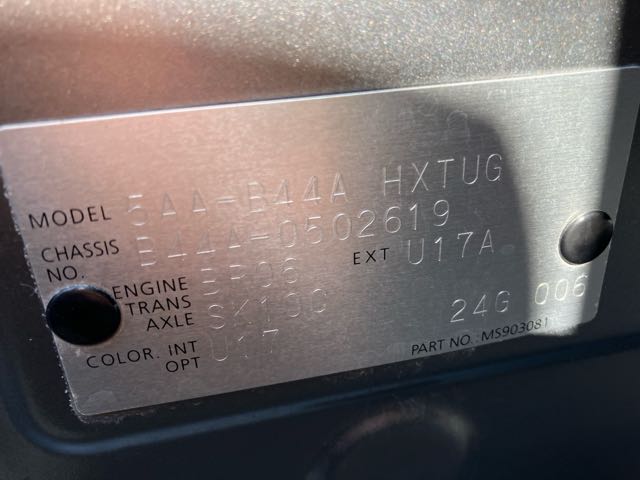 MODEL 5AA-B44A HXTUG
CHASSIS NO. B44A-0502619
ENGINE BR06 EXT U17A
TRANS AXLE SK10C
COLOR. INT OPT U17 24G 006
PART NO.: MS903081